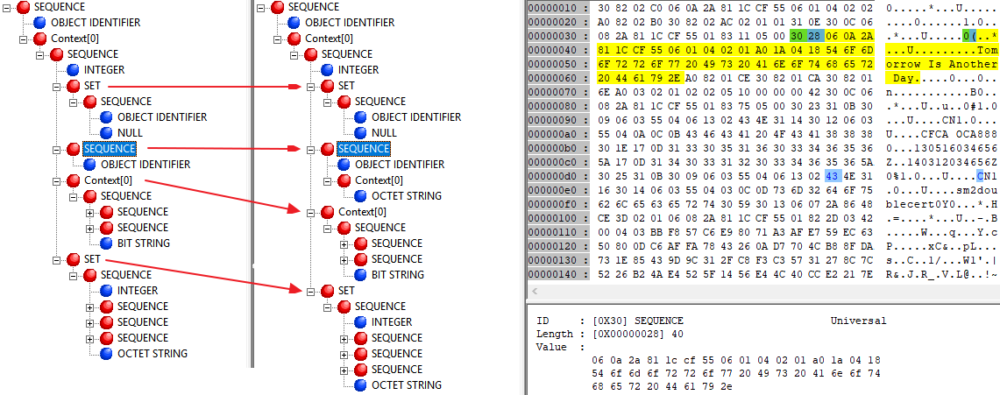 SEQUENCE
OBJECT IDENTIFIER
Context[0]
SEQUENCE
INTEGER
SET
SEQUENCE
OBJECT IDENTIFIER
NULL
SEQUENCE
OBJECT IDENTIFIER
Context[0]
SEQUENCE
SEQUENCE
SEQUENCE
BIT STRING
SET
SEQUENCE
INTEGER
SEQUENCE
SEQUENCE
SEQUENCE
OCTET STRING
SEQUENCE
OBJECT IDENTIFIER
Context[0]
SEQUENCE
INTEGER
SET
SEQUENCE
OBJECT IDENTIFIER
NULL
SEQUENCE
OBJECT IDENTIFIER
Context[0]
OCTET STRING
Context[0]
SEQUENCE
SEQUENCE
SEQUENCE
BIT STRING
SET
SEQUENCE
INTEGER
SEQUENCE
SEQUENCE
SEQUENCE
OCTET STRING
00000010 : 30 82 02 C0 06 0A 2A 81 1C CF 55 06 01 04 02 02 0.....*...U.....
00000020 : A0 82 02 B0 30 82 02 AC 02 01 01 31 0E 30 0C 06 ....0......1.0..
00000030 : 08 2A 81 1C CF 55 01 83 11 05 00 30 28 06 0A 2A .*...U.....0(..*
00000040 : 81 1C CF 55 06 01 04 02 01 A0 1A 04 18 54 6F 6D ...U.........Tom
00000050 : 6F 72 72 6F 77 20 49 73 20 41 6E 6F 74 68 65 72 orrow Is Another
00000060 : 20 44 61 79 2E A0 82 01 CE 30 82 01 CA 30 82 01  Day.....0...0..
00000070 : 6E A0 03 02 01 02 02 05 10 00 00 00 42 30 0C 06 n...........B0..
00000080 : 08 2A 81 1C CF 55 01 83 75 05 00 30 23 31 0B 30 .*...U..u..0#1.0
00000090 : 09 06 03 55 04 06 13 02 43 4E 31 14 30 12 06 03 ...U....CN1.0...
000000a0 : 55 04 0A 0C 0B 43 46 43 41 20 4F 43 41 38 38 38 U....CFCA OCA888
000000b0 : 30 1E 17 0D 31 33 30 35 31 36 30 33 34 36 35 36 0...130516034656
000000c0 : 5A 17 0D 31 34 30 33 31 32 30 33 34 36 35 36 5A Z..140312034656Z
000000d0 : 30 25 31 0B 30 09 06 03 55 04 06 13 02 43 4E 31 0%1.0...U....CN1
000000e0 : 16 30 14 06 03 55 04 03 0C 0D 73 6D 32 64 6F 75 .0...U....sm2dou
000000f0 : 62 6C 65 63 65 72 74 30 59 30 13 06 07 2A 86 48 blecert0Y0...*.H
00000100 : CE 3D 02 01 06 08 2A 81 1C CF 55 01 82 2D 03 42 .=....*...U..-.B
00000110 : 00 04 03 BB F8 57 C6 E9 80 71 A3 AF E7 59 EC 63 .....W...q...Y.c
00000120 : 50 80 0D C6 AF FA 78 43 26 0A D7 70 4C B8 8F DA P.....xC&..pL...
00000130 : 73 1E 85 43 9D 9C 31 2F C8 F3 C3 57 31 27 8C 7C s..C..1/...W1'.|
00000140 : 52 26 B2 4A E4 52 5F 14 56 E4 4C 40 CC E2 21 7E R&.J.R_.V.L@..!~
ID : [0X30] SEQUENCE Universal
Length : [0X00000028] 40
Value :
06 0a 2a 81 1c cf 55 06 01 04 02 01 a0 1a 04 18
54 6f 6d 6f 72 72 6f 77 20 49 73 20 41 6e 6f 74
68 65 72 20 44 61 79 2e